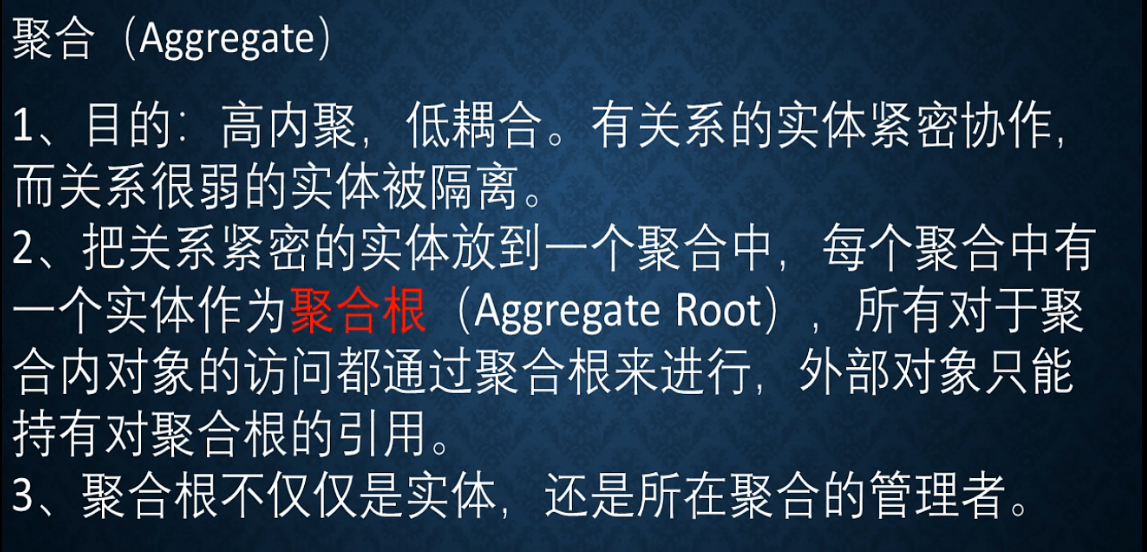 聚合（Aggregate）
1、目的：高内聚，低耦合。有关系的实体紧密协作，
而关系很弱的实体被隔离。
2、把关系紧密的实体放到一个聚合中，每个聚合中有
一个实体作为聚合根（Aggregate Root），所有对于聚
合内对象的访问都通过聚合根来进行，外部对象只能
持有对聚合根的引用。
3、聚合根不仅仅是实体，还是所在聚合的管理者。